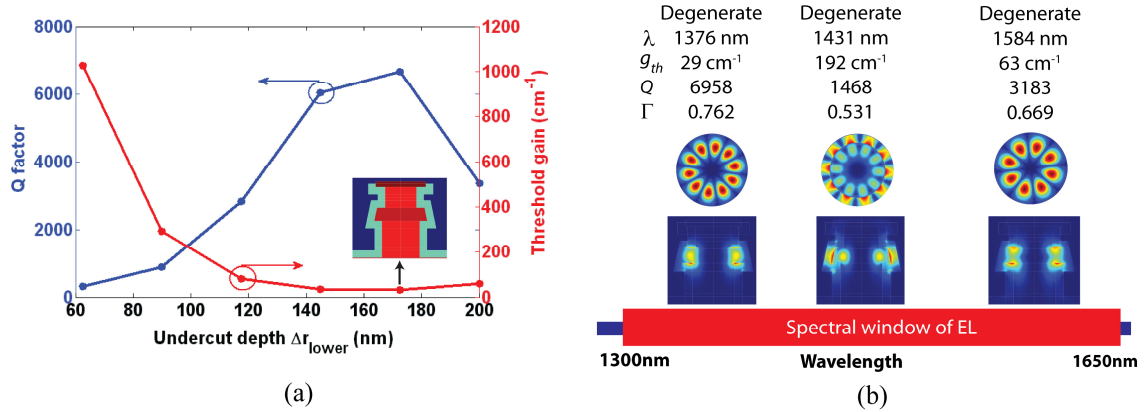 8000
6000
4000
2000
0
Q factor
1200
1000
800
600
400
200
0
Threshold gain (cm⁻¹)
60 80 100 120 140 160 180 200
Undercut depth Δr_lower (nm)
(a)
Degenerate Degenerate Degenerate
λ 1376 nm 1431 nm 1584 nm
g_th 29 cm⁻¹ 192 cm⁻¹ 63 cm⁻¹
Q 6958 1468 3183
Γ 0.762 0.531 0.669
Spectral window of EL
1300nm Wavelength 1650nm
(b)